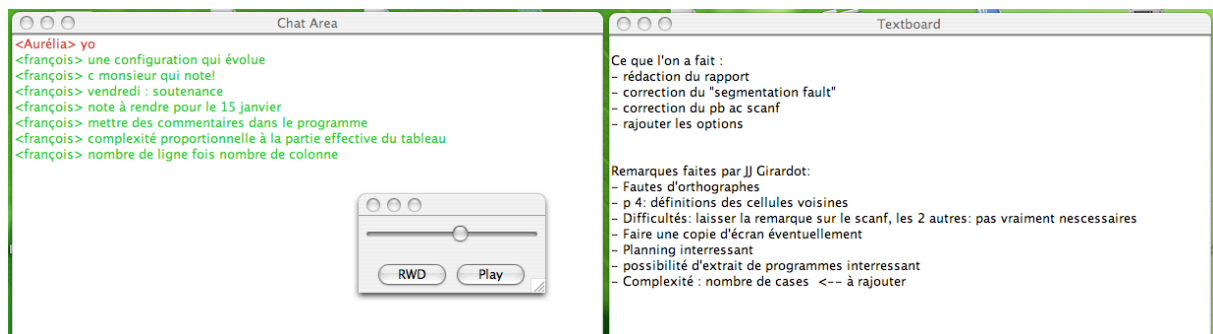 Chat Area
<Aurélia> yo
<françois> une configuration qui évolue
<françois> c monsieur qui note!
<françois> vendredi : soutenance
<françois> note à rendre pour le 15 janvier
<françois> mettre des commentaires dans le programme
<françois> complexité proportionnelle à la partie effective du tableau
<françois> nombre de ligne fois nombre de colonne
RWD
Play
Textboard
Ce que l'on a fait :
– rédaction du rapport
– correction du "segmentation fault"
– correction du pb ac scanf
– rajouter les options
Remarques faites par JJ Girardot:
– Fautes d'orthographes
– p 4: définitions des cellules voisines
– Difficultés: laisser la remarque sur le scanf, les 2 autres: pas vraiment nescessaires
– Faire une copie d'écran éventuellement
– Planning interressant
– possibilité d'extrait de programmes interressant
– Complexité : nombre de cases <-- à rajouter